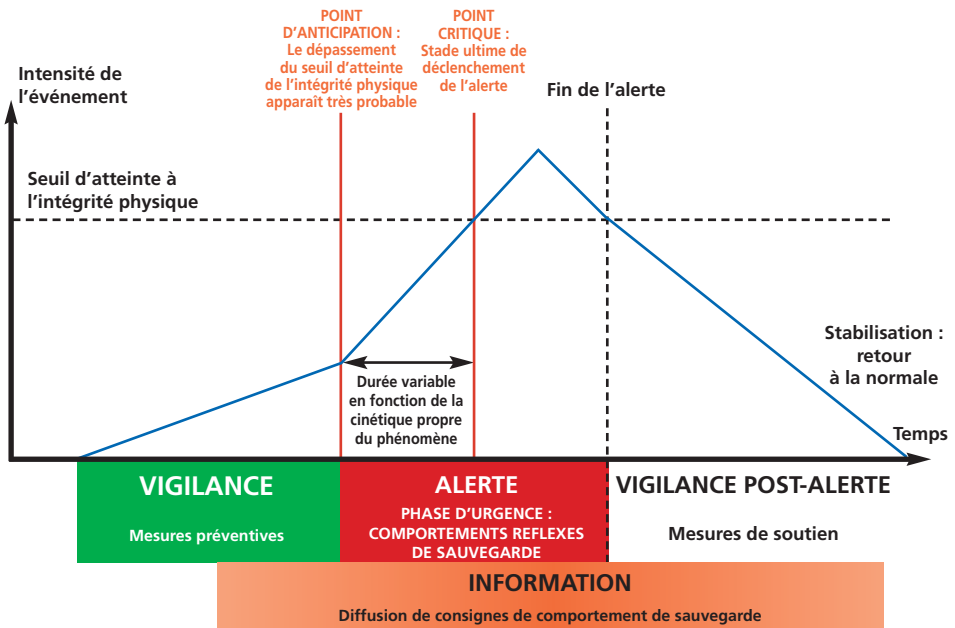 POINT
D'ANTICIPATION :
Le dépassement
du seuil d'atteinte
de l'intégrité physique
apparaît très probable
POINT
CRITIQUE :
Stade ultime de
déclenchement
de l'alerte
Intensité de
l'événement
Fin de l'alerte
Seuil d'atteinte à
l'intégrité physique
Stabilisation :
retour
à la normale
Durée variable
en fonction de la
cinétique propre
du phénomène
Temps
VIGILANCE
Mesures préventives
ALERTE
PHASE D'URGENCE :
COMPORTEMENTS REFLEXES
DE SAUVEGARDE
VIGILANCE POST-ALERTE
Mesures de soutien
INFORMATION
Diffusion de consignes de comportement de sauvegarde